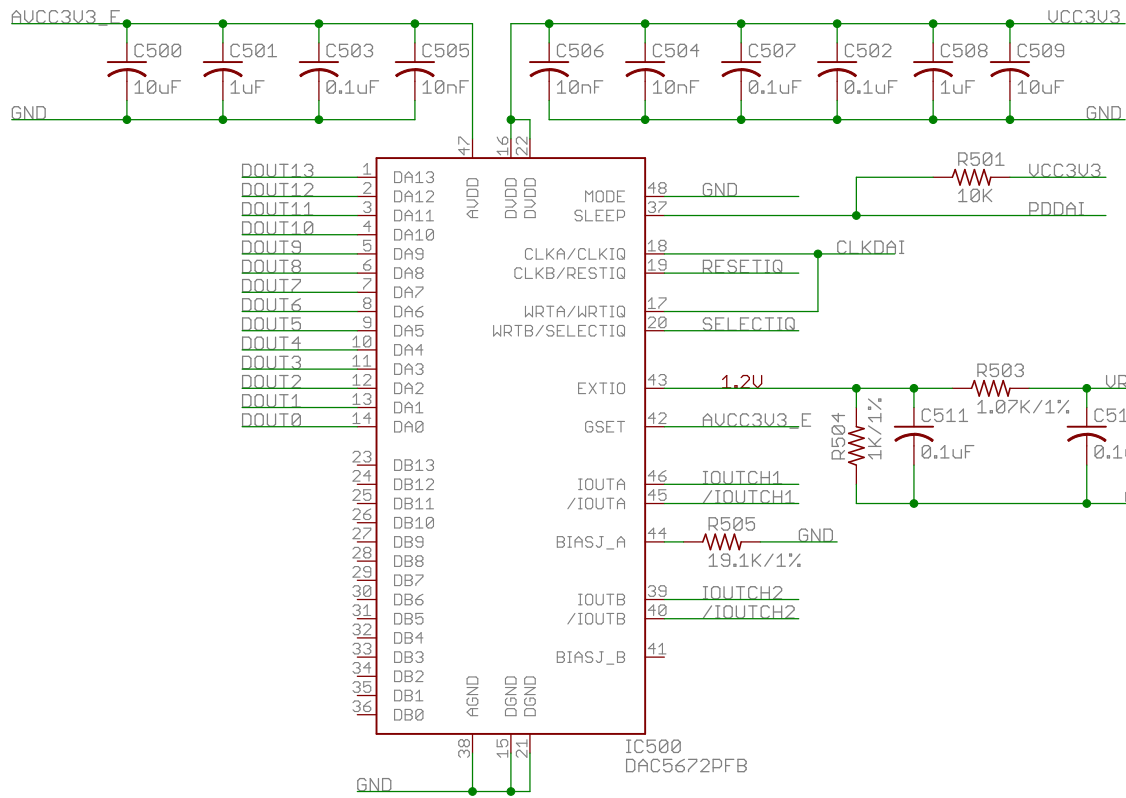 AVCC3V3_E
VCC3V3
C500
C501
C503
C505
C506
C504
C507
C502
C508
C509
10uF
1uF
0.1uF
10nF
10nF
10nF
0.1uF
0.1uF
1uF
10uF
GND
GND
47
16
22
AVDD
DVDD
DVDD
DOUT13 1 DA13
DOUT12 2 DA12
DOUT11 3 DA11
DOUT10 4 DA10
DOUT9 5 DA9
DOUT8 6 DA8
DOUT7 7 DA7
DOUT6 8 DA6
DOUT5 9 DA5
DOUT4 10 DA4
DOUT3 11 DA3
DOUT2 12 DA2
DOUT1 13 DA1
DOUT0 14 DA0
23 DB13
24 DB12
25 DB11
26 DB10
27 DB9
28 DB8
29 DB7
30 DB6
31 DB5
32 DB4
33 DB3
34 DB2
35 DB1
36 DB0
R501
10K
VCC3V3
MODE 48 GND
SLEEP 37 PDDAI
CLKA/CLKIQ 18 CLKDAI
CLKB/RESTIQ 19 RESETIQ
WRTA/WRTIQ 17
WRTB/SELECTIQ 20 SELECTIQ
EXTIO 43 1.2V
R503
1.07K/1%
VR
GSET 42 AVCC3V3_E
R504
1K/1%
C511
0.1uF
C51
0.1
IOUTA 46 IOUTCH1
/IOUTA 45 /IOUTCH1
BIASJ_A 44
R505
19.1K/1%
GND
IOUTB 39 IOUTCH2
/IOUTB 40 /IOUTCH2
BIASJ_B 41
AGND
DGND
DGND
38
15
21
GND
IC500
DAC5672PFB